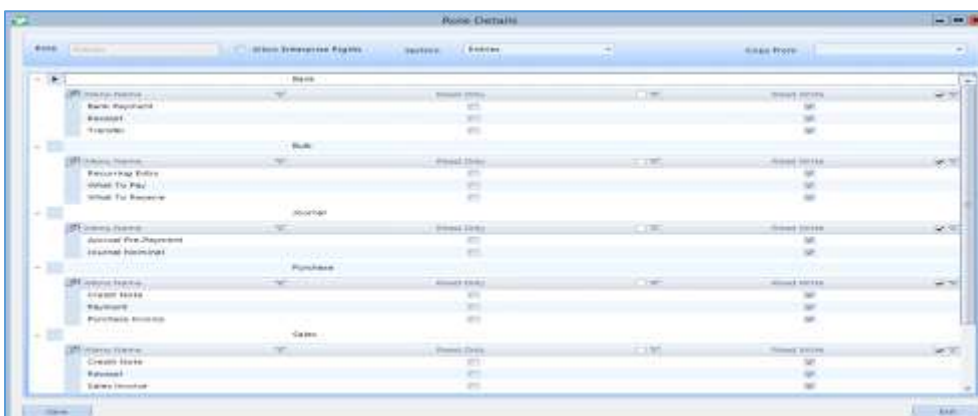 Role Details
Role Allow Enterprise Rights Section Entries Copy From
Bank
Menu Name Read Only Read Write
Bank Payment
Receipt
Transfer
Bulk
Menu Name Read Only Read Write
Recurring Entry
What To Pay
What To Receive
Journal
Menu Name Read Only Read Write
Accrual Pre-Payment
Journal Nominal
Purchase
Menu Name Read Only Read Write
Credit Note
Payment
Purchase Invoice
Sales
Menu Name Read Only Read Write
Credit Note
Receipt
Sales Invoice
Save Exit